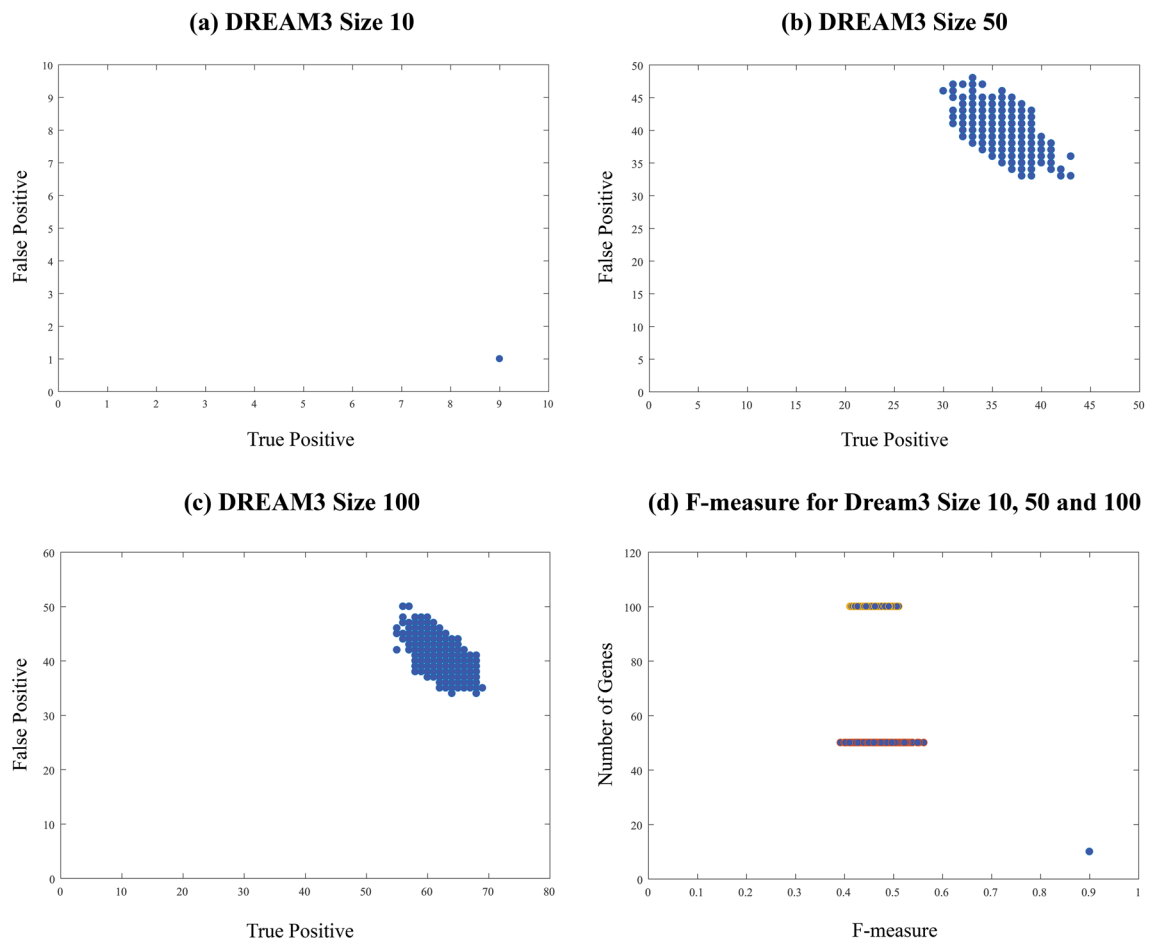 (a) DREAM3 Size 10
10
9
8
7
6
5
4
3
2
1
0
False Positive
0 1 2 3 4 5 6 7 8 9 10
True Positive
(b) DREAM3 Size 50
50
45
40
35
30
25
20
15
10
5
0
False Positive
0 5 10 15 20 25 30 35 40 45 50
True Positive
(c) DREAM3 Size 100
60
50
40
30
20
10
0
False Positive
0 10 20 30 40 50 60 70 80
True Positive
(d) F-measure for Dream3 Size 10, 50 and 100
120
100
80
60
40
20
0
Number of Genes
0 0.1 0.2 0.3 0.4 0.5 0.6 0.7 0.8 0.9 1
F-measure